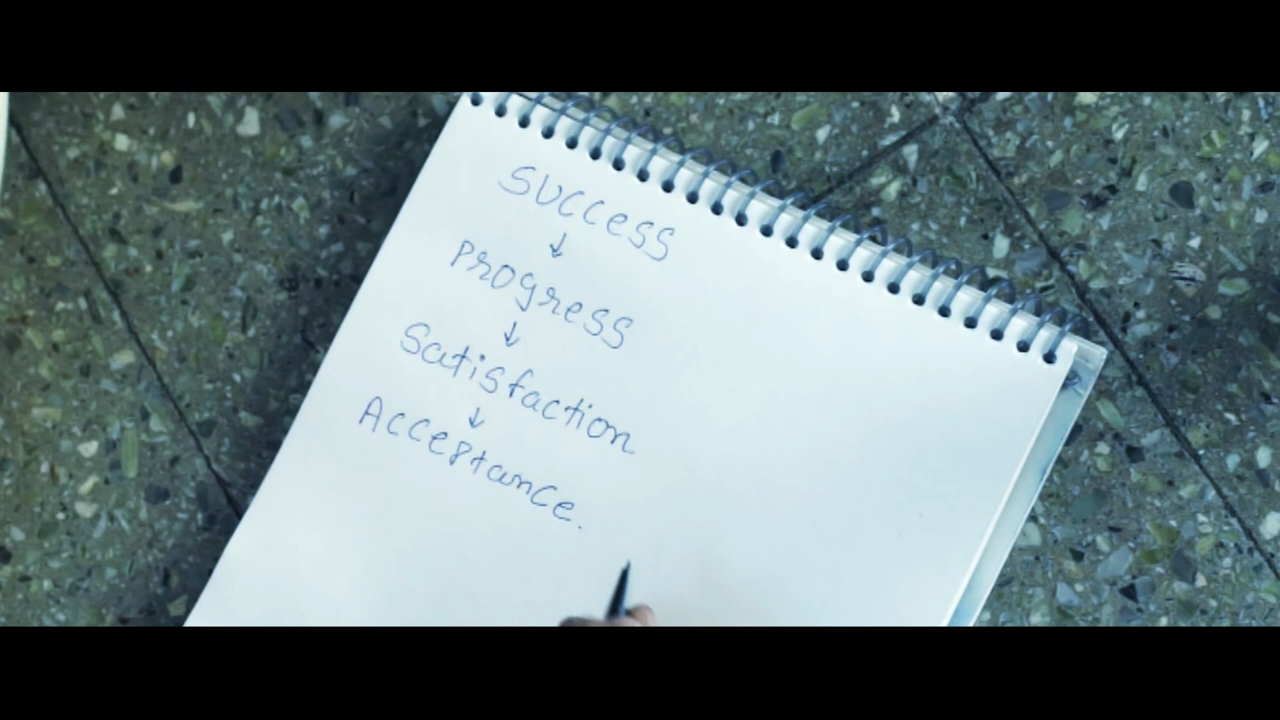 SUCCESS
↓
Progress
↓
Satisfaction
↓
Acceptance.